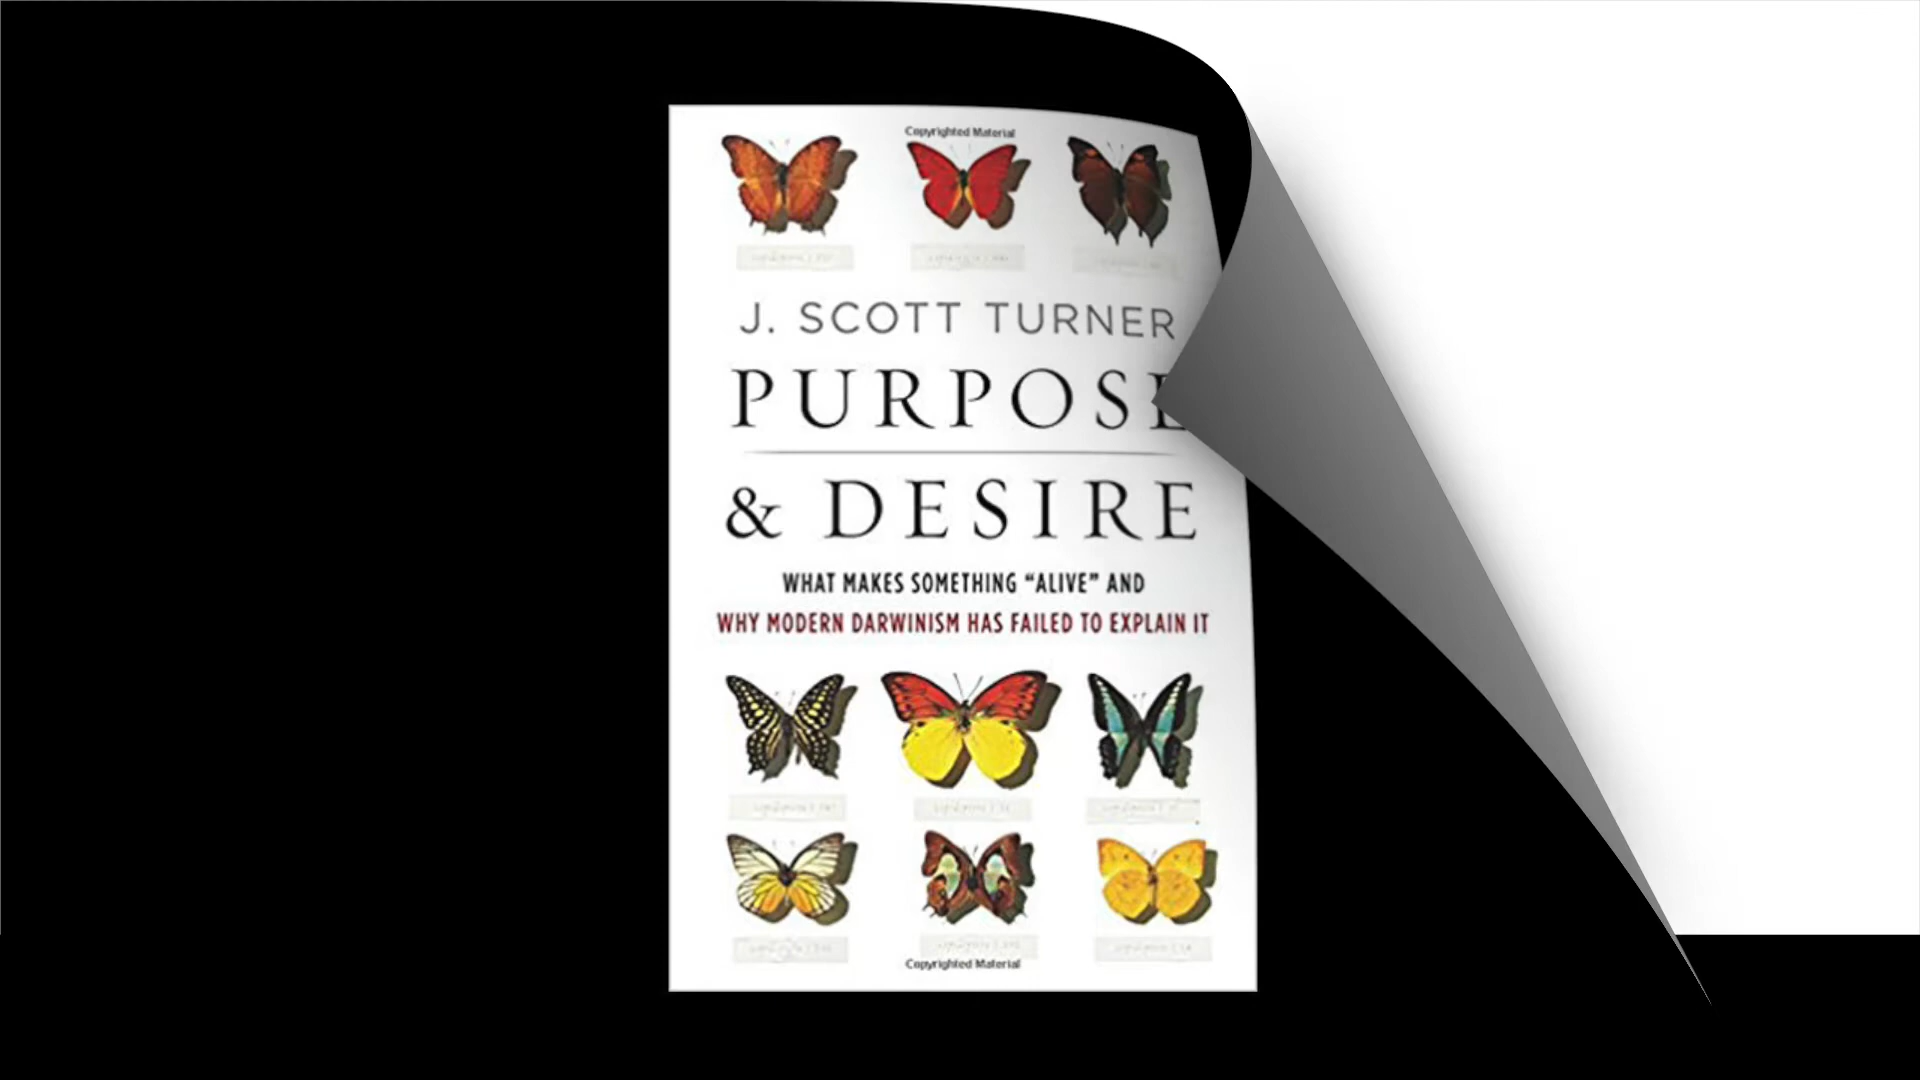 Copyrighted Material
J. SCOTT TURNER
PURPOSE
& DESIRE
WHAT MAKES SOMETHING “ALIVE” AND
WHY MODERN DARWINISM HAS FAILED TO EXPLAIN IT
Copyrighted Material